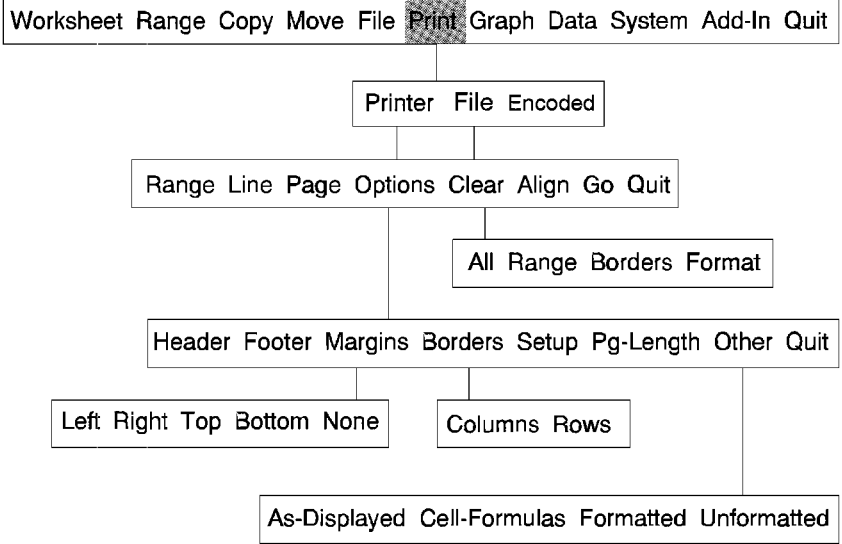 Worksheet Range Copy Move File Print Graph Data System Add-In Quit
Printer File Encoded
Range Line Page Options Clear Align Go Quit
All Range Borders Format
Header Footer Margins Borders Setup Pg-Length Other Quit
Left Right Top Bottom None
Columns Rows
As-Displayed Cell-Formulas Formatted Unformatted